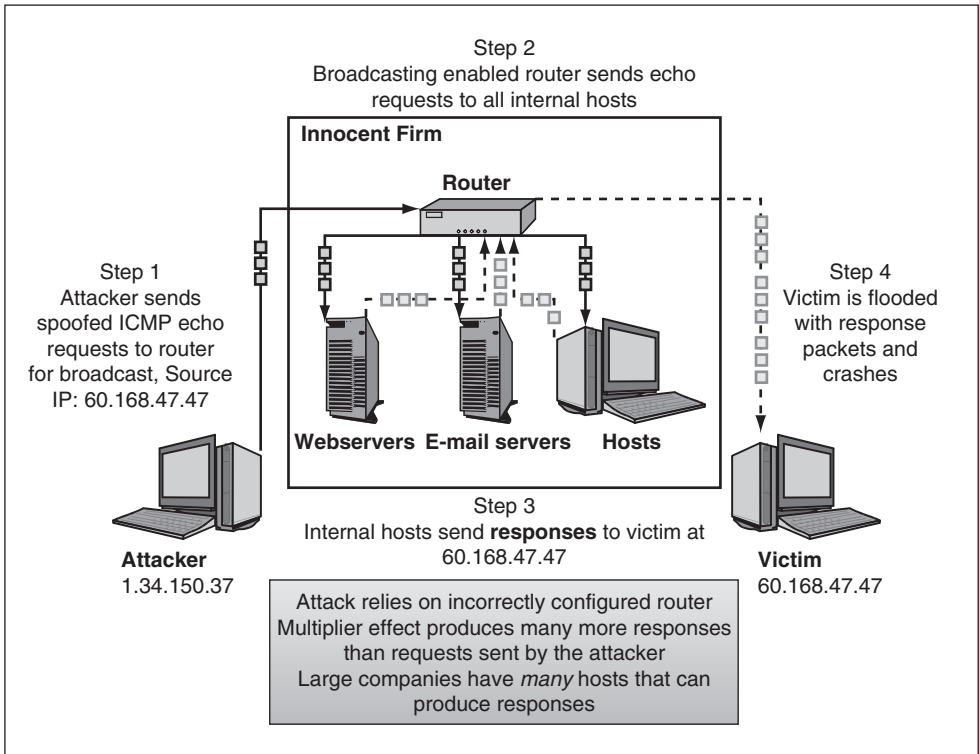 Step 2
Broadcasting enabled router sends echo
requests to all internal hosts
Innocent Firm
Router
Step 1
Attacker sends
spoofed ICMP echo
requests to router
for broadcast, Source
IP: 60.168.47.47
Step 4
Victim is flooded
with response
packets and
crashes
Webservers
E-mail servers
Hosts
Step 3
Internal hosts send responses to victim at
60.168.47.47
Attacker
1.34.150.37
Victim
60.168.47.47
Attack relies on incorrectly configured router
Multiplier effect produces many more responses
than requests sent by the attacker
Large companies have many hosts that can
produce responses